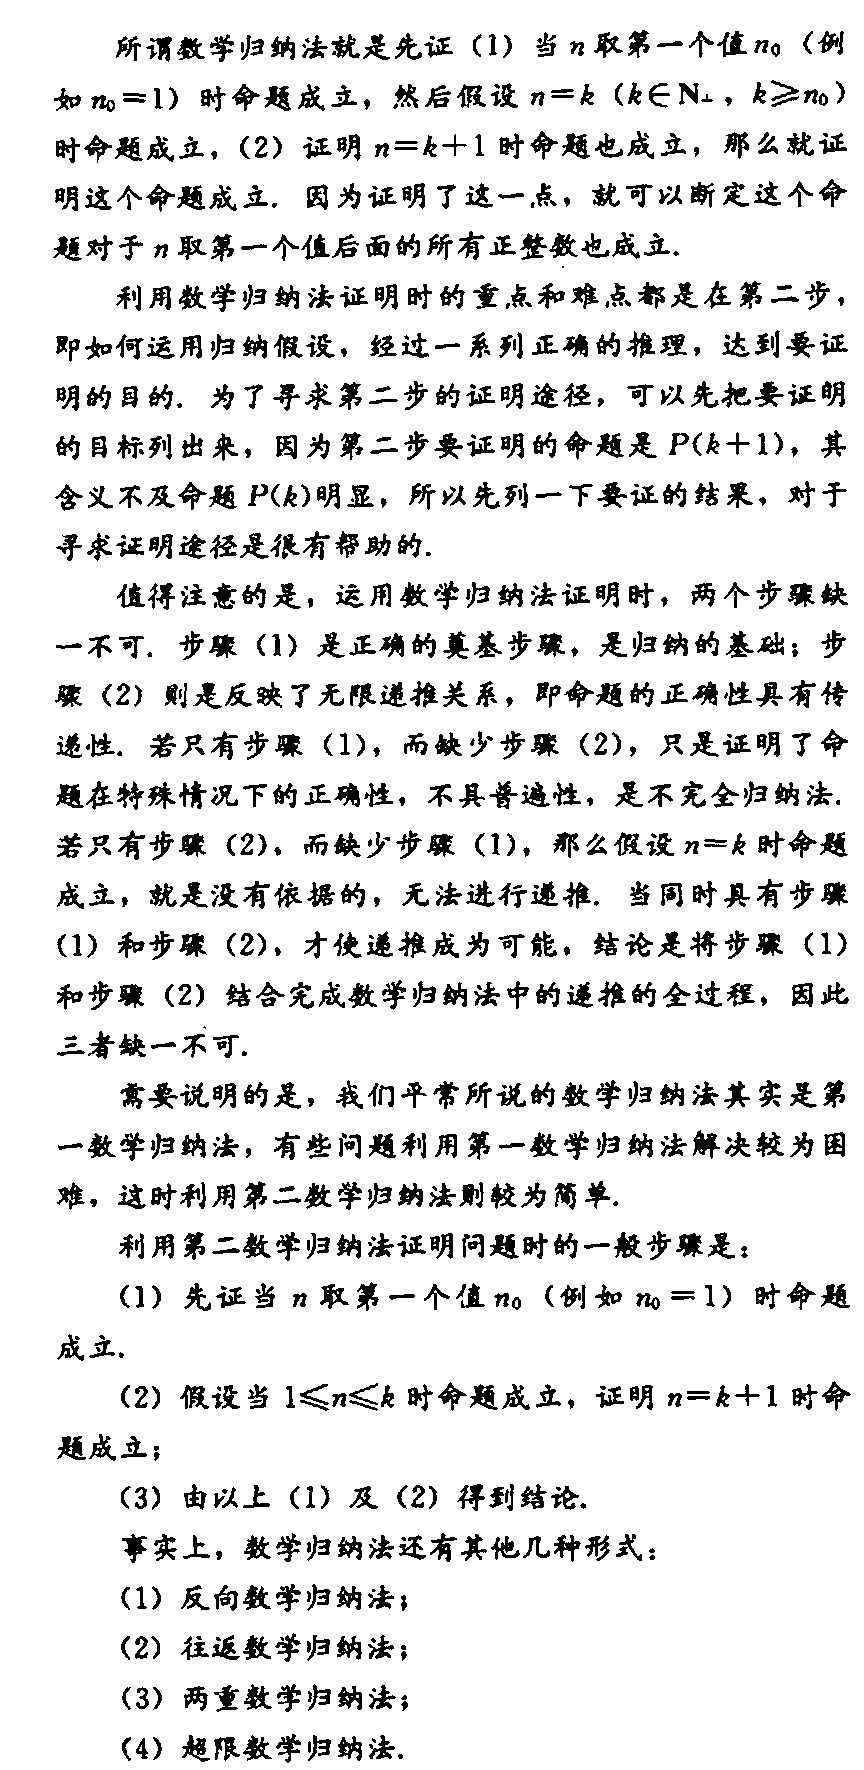 所谓数学归纳法就是先证（1）当n取第一个值n₀（例
如n₀=1）时命题成立，然后假设n=k（k∈N₊，k≥n₀）
时命题成立，（2）证明n=k+1时命题也成立，那么就证
明这个命题成立．因为证明了这一点，就可以断定这个命
题对于n取第一个值后面的所有正整数也成立．
利用数学归纳法证明时的重点和难点都是在第二步，
即如何运用归纳假设，经过一系列正确的推理，达到要证
明的目的．为了寻求第二步的证明途径，可以先把要证明
的目标列出来，因为第二步要证明的命题是P(k+1)，其
含义不及命题P(k)明显，所以先列一下要证的结果，对于
寻求证明途径是很有帮助的．
值得注意的是，运用数学归纳法证明时，两个步骤缺
一不可．步骤（1）是正确的奠基步骤，是归纳的基础；步
骤（2）则是反映了无限递推关系，即命题的正确性具有传
递性．若只有步骤（1），而缺少步骤（2），只是证明了命
题在特殊情况下的正确性，不具普遍性，是不完全归纳法．
若只有步骤（2），而缺少步骤（1），那么假设n=k时命题
成立，就是没有依据的，无法进行递推．当同时具有步骤
（1）和步骤（2），才使递推成为可能，结论是将步骤（1）
和步骤（2）结合完成数学归纳法中的递推的全过程，因此
三者缺一不可．
需要说明的是，我们平常所说的数学归纳法其实是第
一数学归纳法，有些问题利用第一数学归纳法解决较为困
难，这时利用第二数学归纳法则较为简单．
利用第二数学归纳法证明问题时的一般步骤是：
（1）先证当n取第一个值n₀（例如n₀=1）时命题
成立．
（2）假设当1≤n≤k时命题成立，证明n=k+1时命
题成立；
（3）由以上（1）及（2）得到结论．
事实上，数学归纳法还有其他几种形式：
（1）反向数学归纳法；
（2）往返数学归纳法；
（3）两重数学归纳法；
（4）超限数学归纳法．